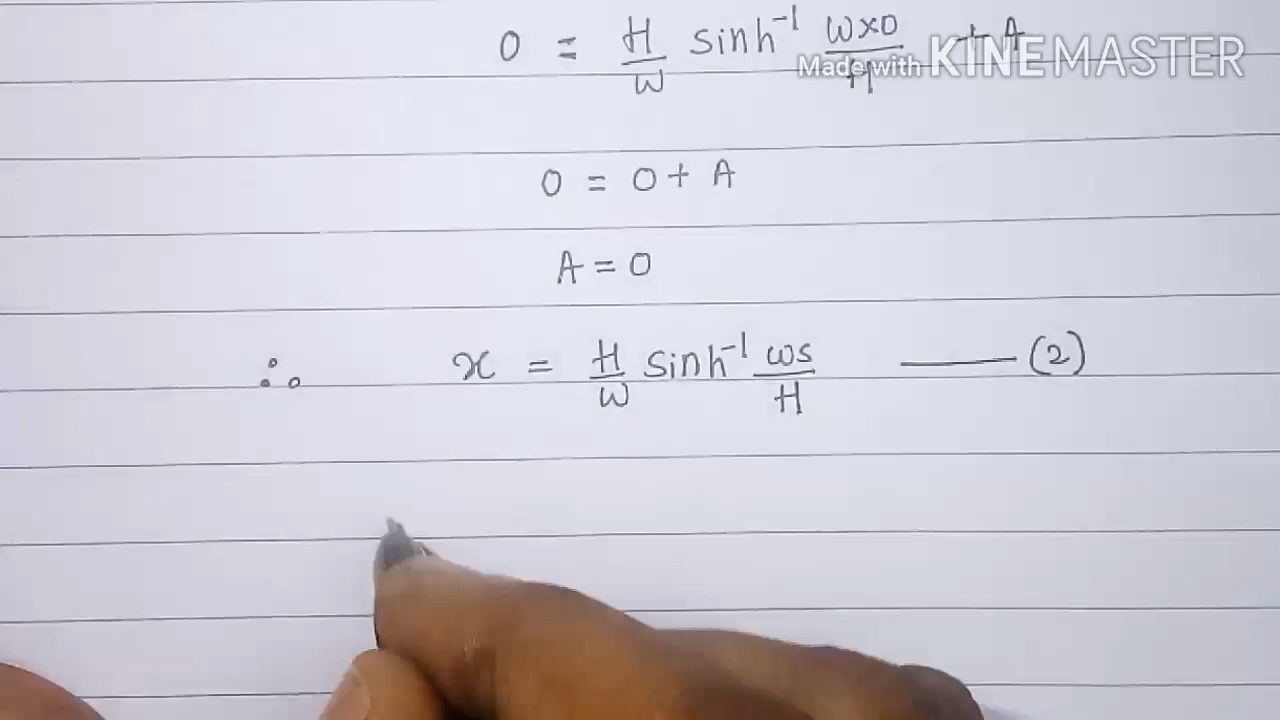 0 = H/W sinh⁻¹ W×0/H + A
Made with KINEMASTER
0 = 0 + A
A = 0
∴ x = H/W sinh⁻¹ ws/H —— (2)